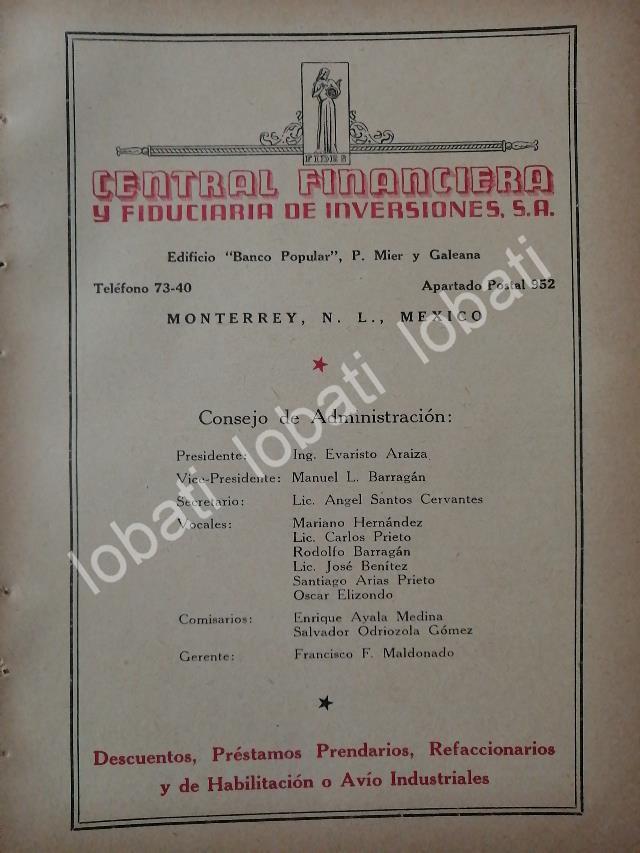 FIDES
CENTRAL FINANCIERA
Y FIDUCIARIA DE INVERSIONES, S.A.
Edificio "Banco Popular", P. Mier y Galeana
Teléfono 73-40 Apartado Postal 952
MONTERREY, N. L., MEXICO
Consejo de Administración:
Presidente: Ing. Evaristo Araiza
Vice-Presidente: Manuel L. Barragán
Secretario: Lic. Angel Santos Cervantes
Vocales: Mariano Hernández
Lic. Carlos Prieto
Rodolfo Barragán
Lic. José Benítez
Santiago Arias Prieto
Oscar Elizondo
Comisarios: Enrique Ayala Medina
Salvador Odriozola Gómez
Gerente: Francisco F. Maldonado
Descuentos, Préstamos Prendarios, Refaccionarios
y de Habilitación o Avío Industriales
lobati lobati lobati lobati